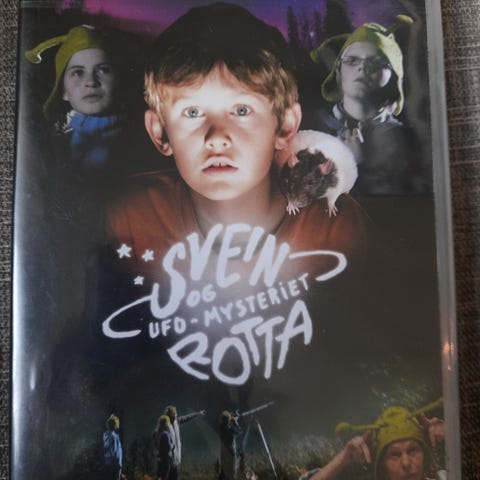 SVEIN
OG
UFO-MYSTERIET
ROTTA